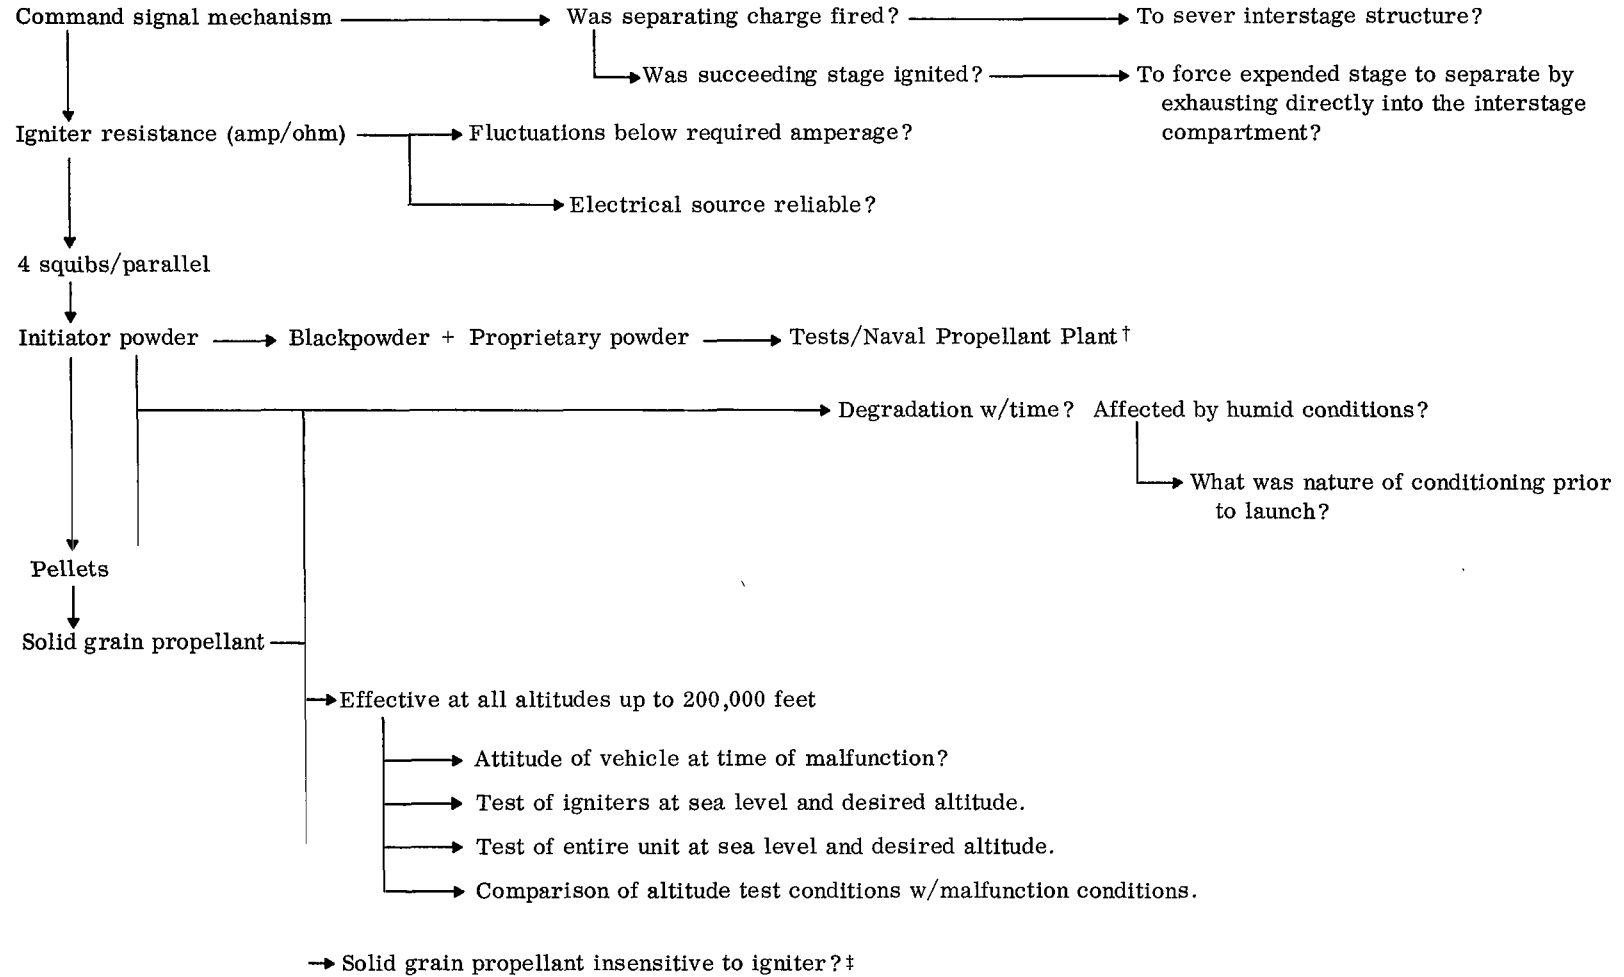 Command signal mechanism Was separating charge fired? To sever interstage structure?
Was succeeding stage ignited? To force expended stage to separate by
exhausting directly into the interstage
compartment?
Igniter resistance (amp/ohm) Fluctuations below required amperage?
Electrical source reliable?
4 squibs/parallel
Initiator powder Blackpowder + Proprietary powder Tests/Naval Propellant Plant†
Degradation w/time? Affected by humid conditions?
What was nature of conditioning prior
to launch?
Pellets
Solid grain propellant
Effective at all altitudes up to 200,000 feet
Attitude of vehicle at time of malfunction?
Test of igniters at sea level and desired altitude.
Test of entire unit at sea level and desired altitude.
Comparison of altitude test conditions w/malfunction conditions.
Solid grain propellant insensitive to igniter?‡